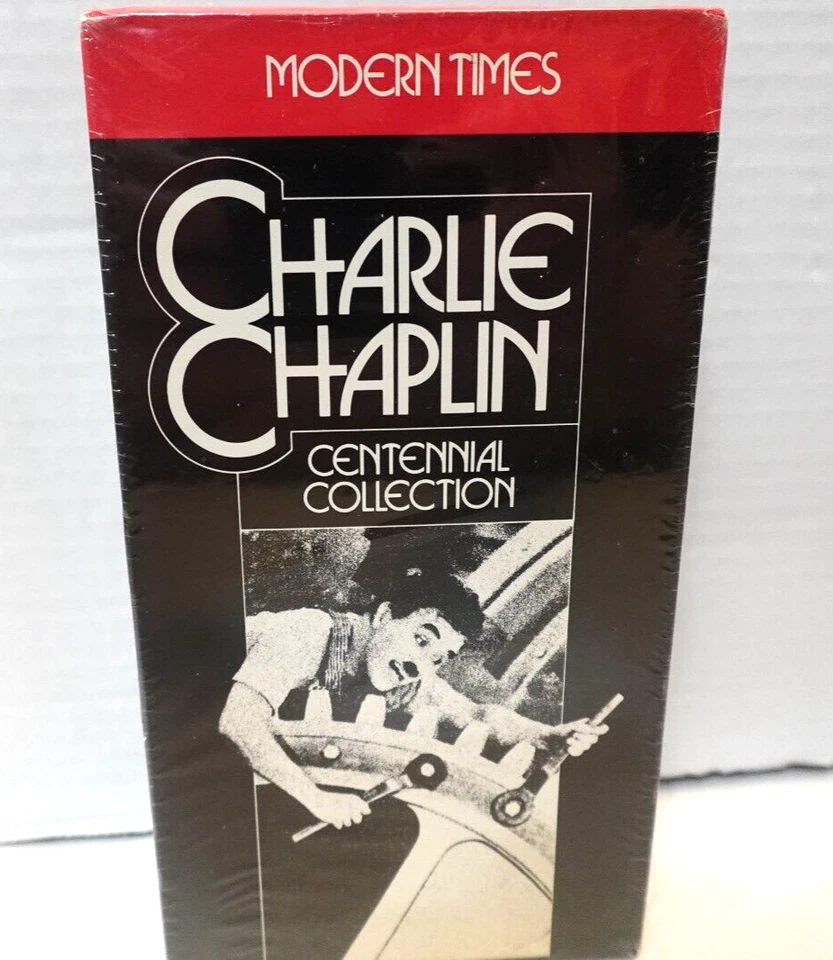 MODERN TIMES
CHARLIE
CHAPLIN
CENTENNIAL
COLLECTION